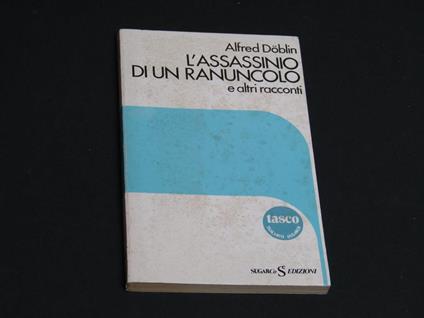 Alfred Döblin
L'ASSASSINIO
DI UN RANUNCOLO
e altri racconti
tasco
SUGARCo EDIZIONI